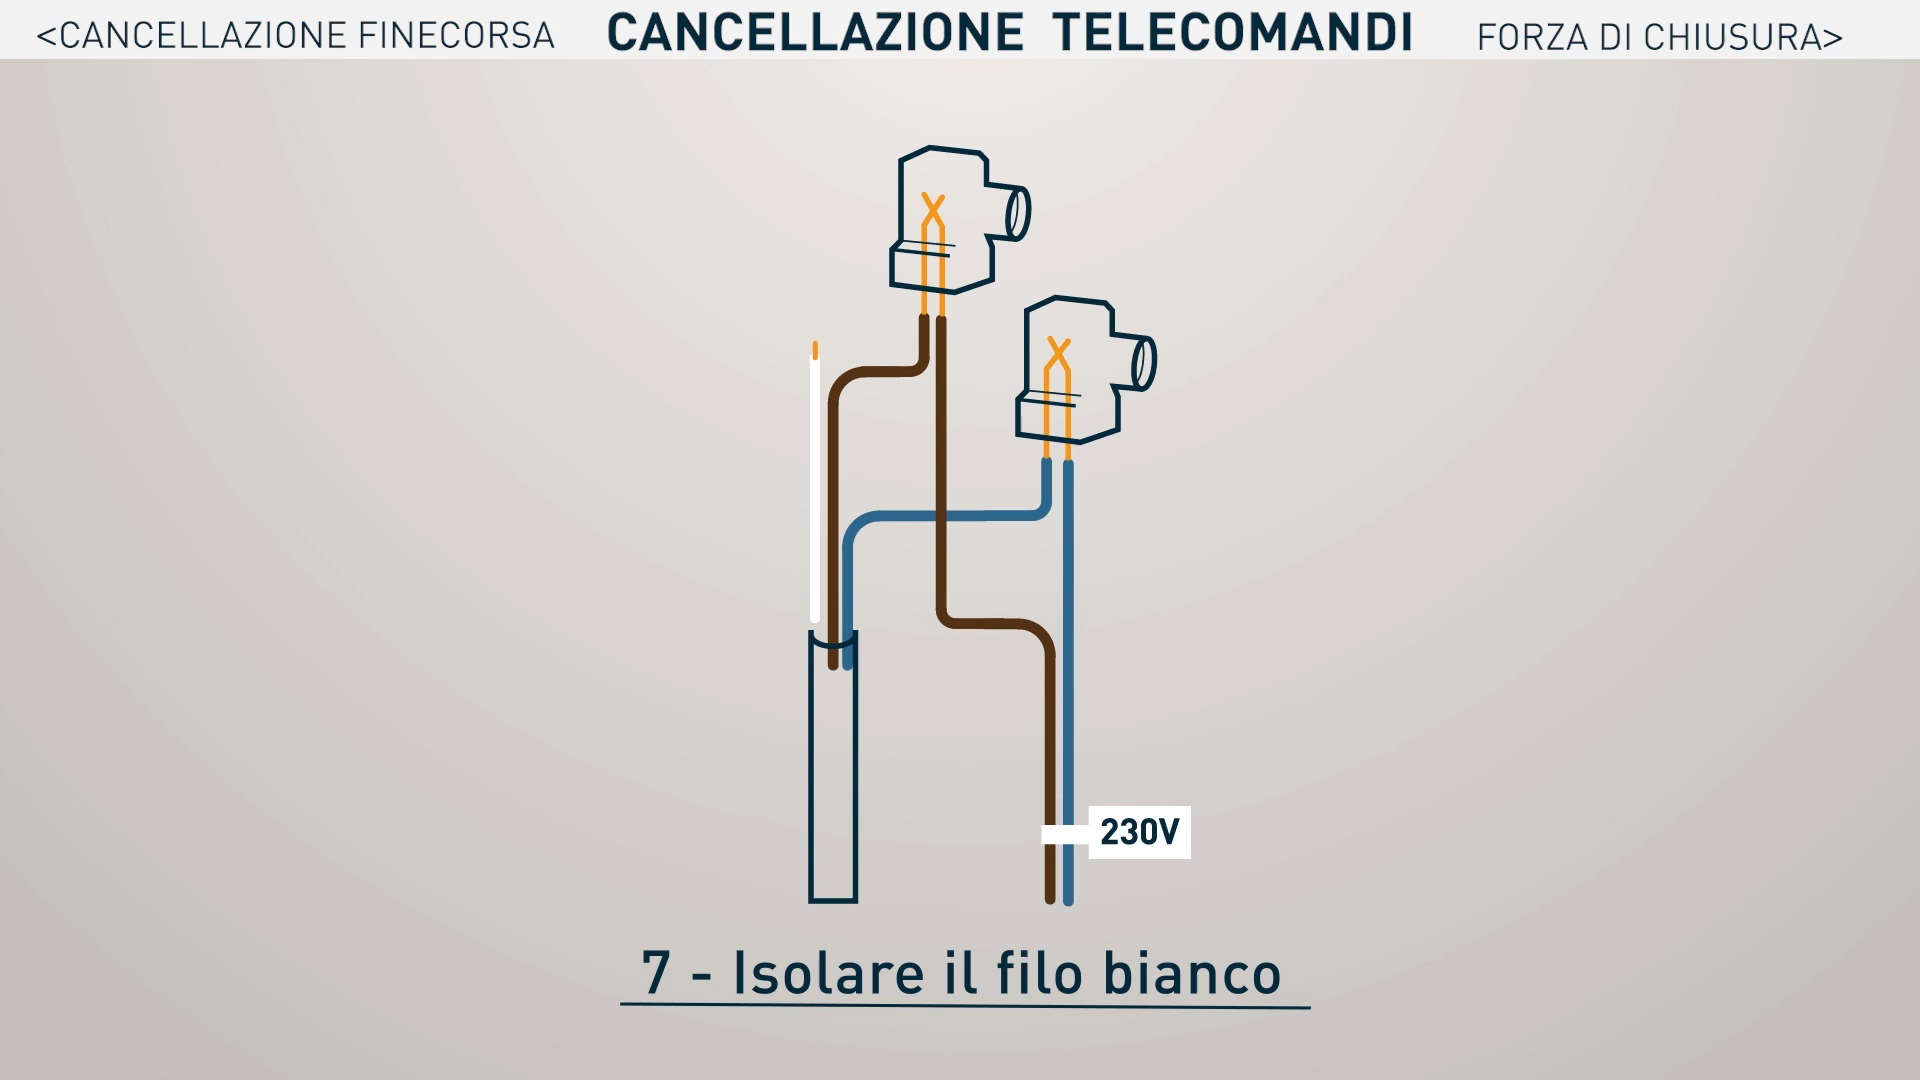 <CANCELLAZIONE FINECORSA CANCELLAZIONE TELECOMANDI FORZA DI CHIUSURA>
230V
7 - Isolare il filo bianco